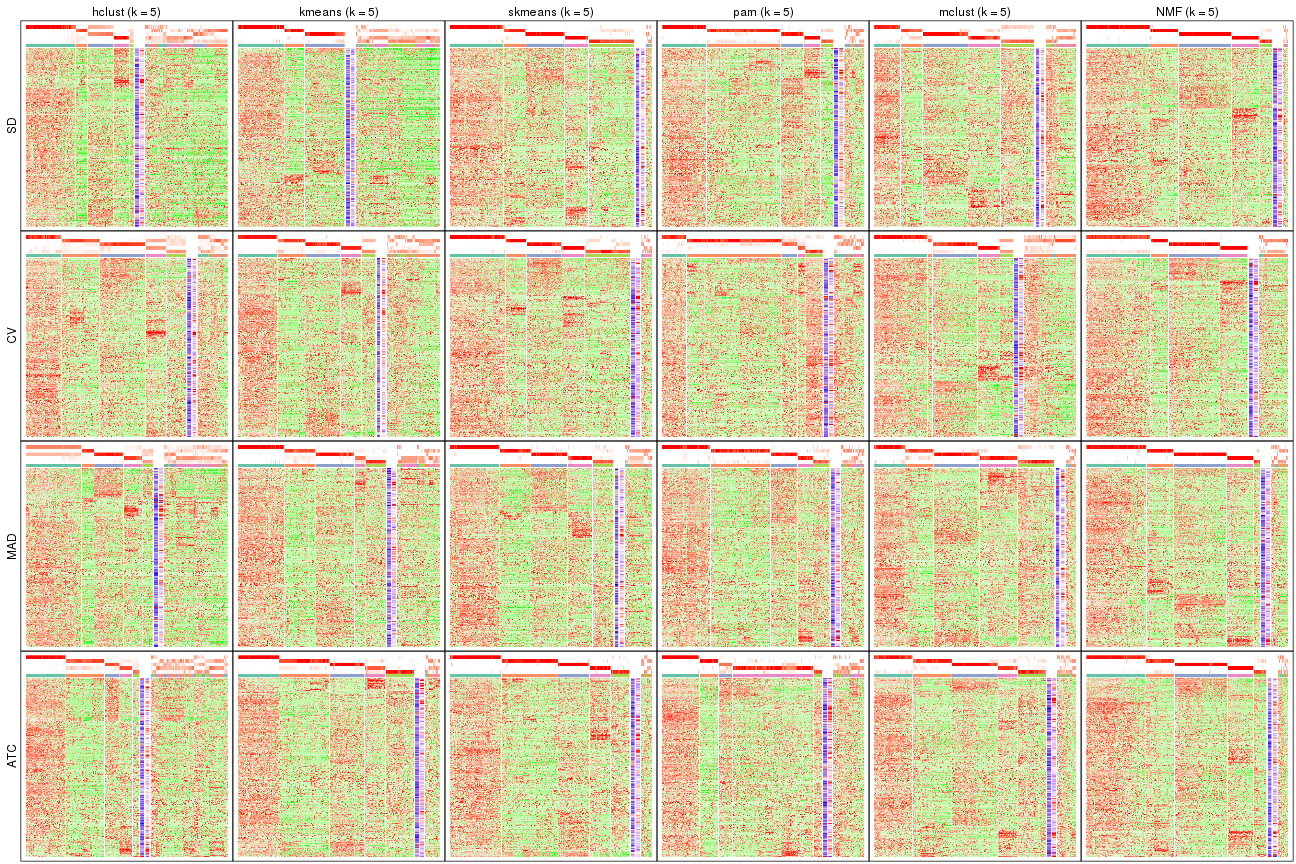 hclust (k = 5) kmeans (k = 5) skmeans (k = 5) pam (k = 5) mclust (k = 5) NMF (k = 5)
SD
CV
MAD
ATC